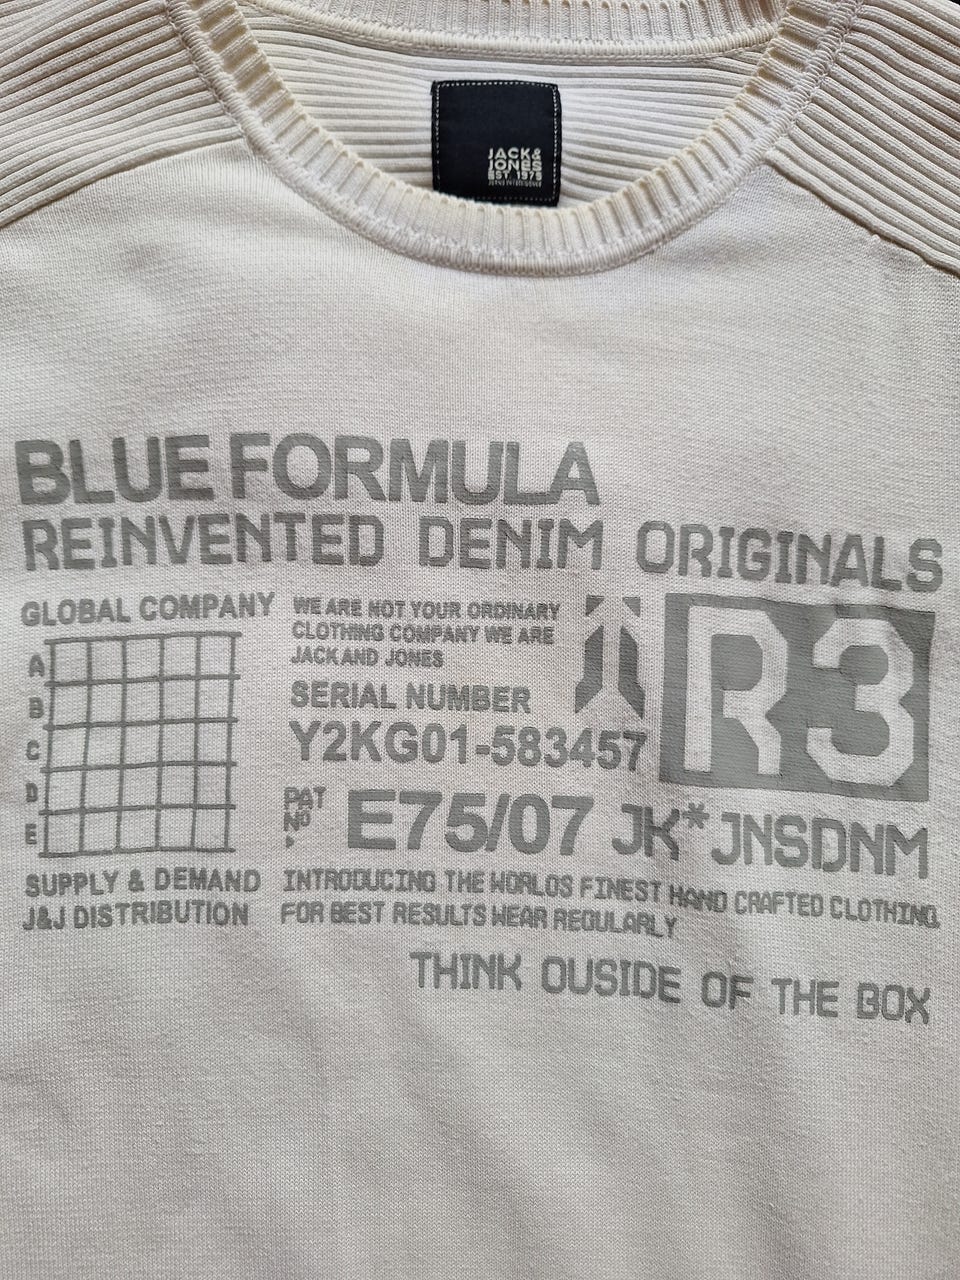 JACK&
JONES
EST 1975
BLUE FORMULA
REINVENTED DENIM ORIGINALS
GLOBAL COMPANY
A
B
C
D
E
SUPPLY & DEMAND
J&J DISTRIBUTION
WE ARE NOT YOUR ORDINARY
CLOTHING COMPANY WE ARE
JACK AND JONES
SERIAL NUMBER
Y2KG01-583457
R3
PAT
NO
E75/07 JK* JNSDNM
INTRODUCING THE WORLDS FINEST HAND CRAFTED CLOTHING.
FOR BEST RESULTS WEAR REGULARLY
THINK OUSIDE OF THE BOX